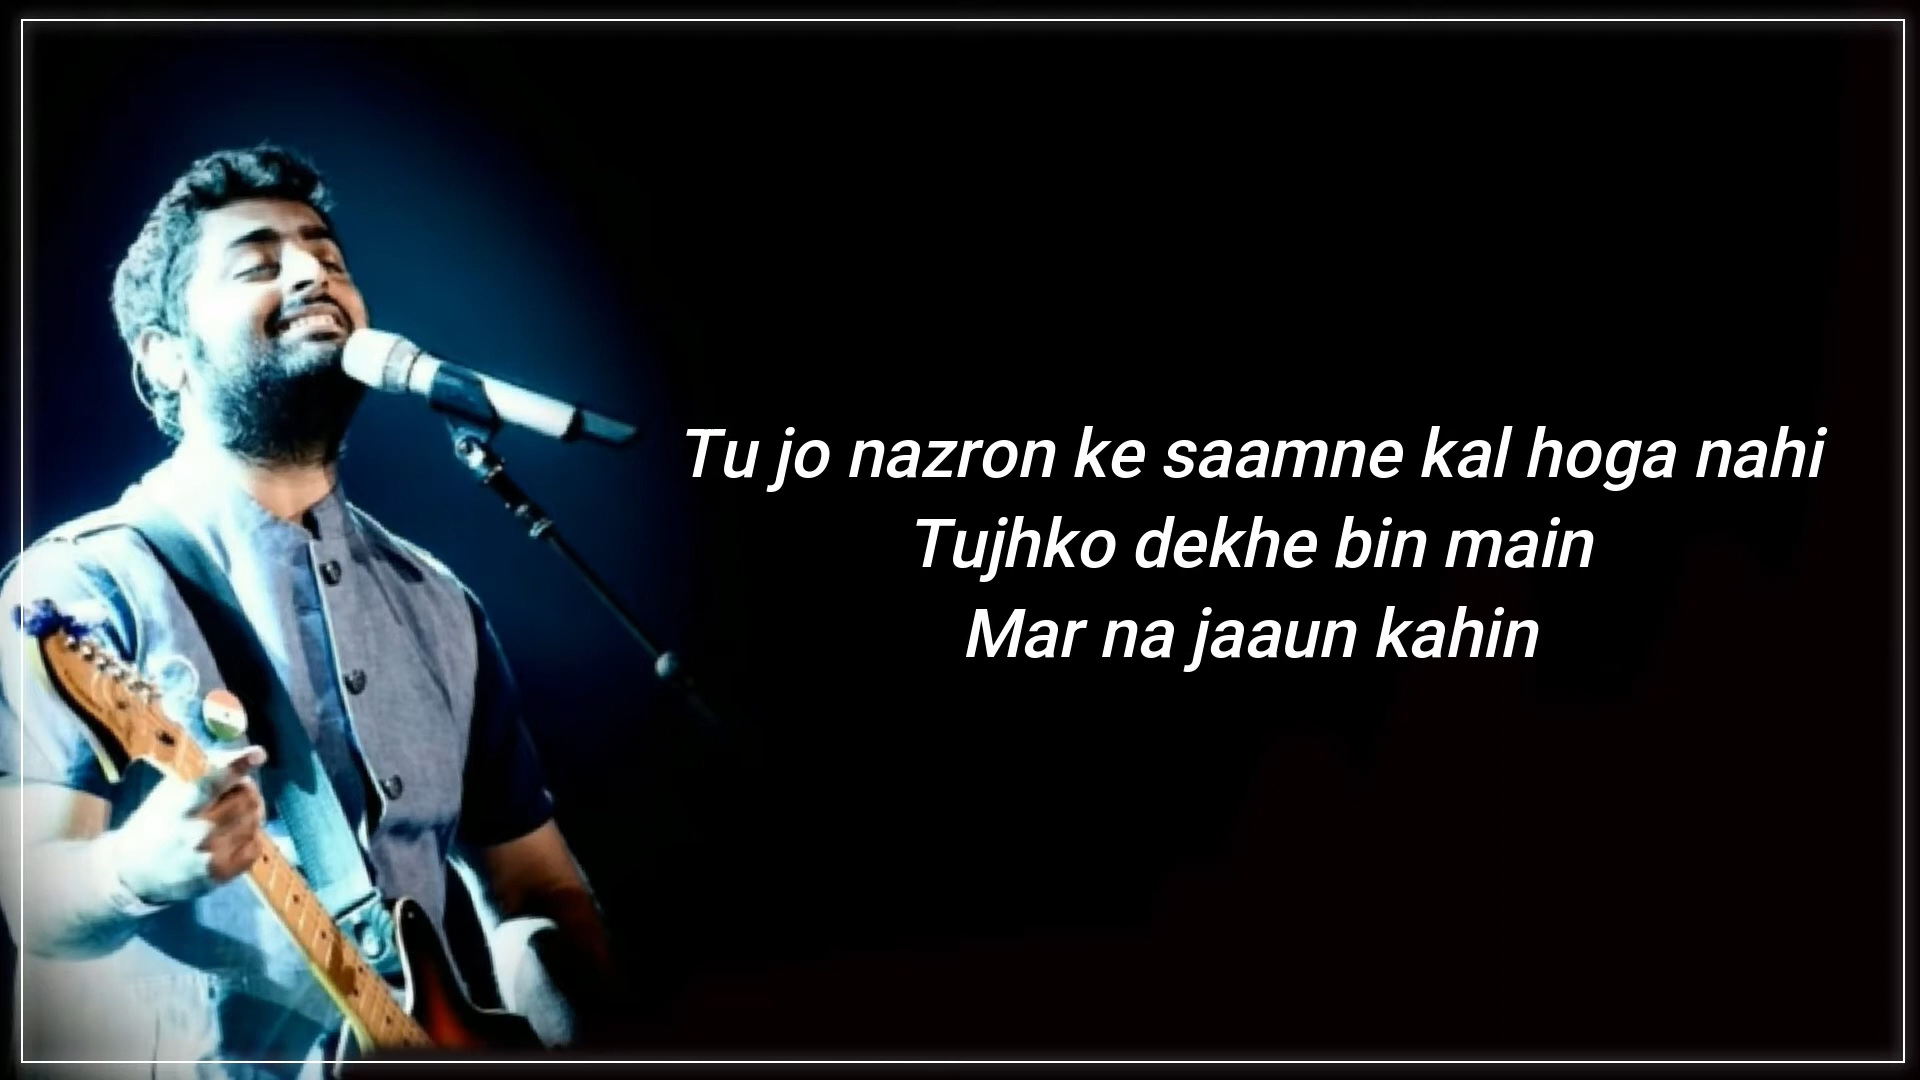 Tu jo nazron ke saamne kal hoga nahi
Tujhko dekhe bin main
Mar na jaaun kahin